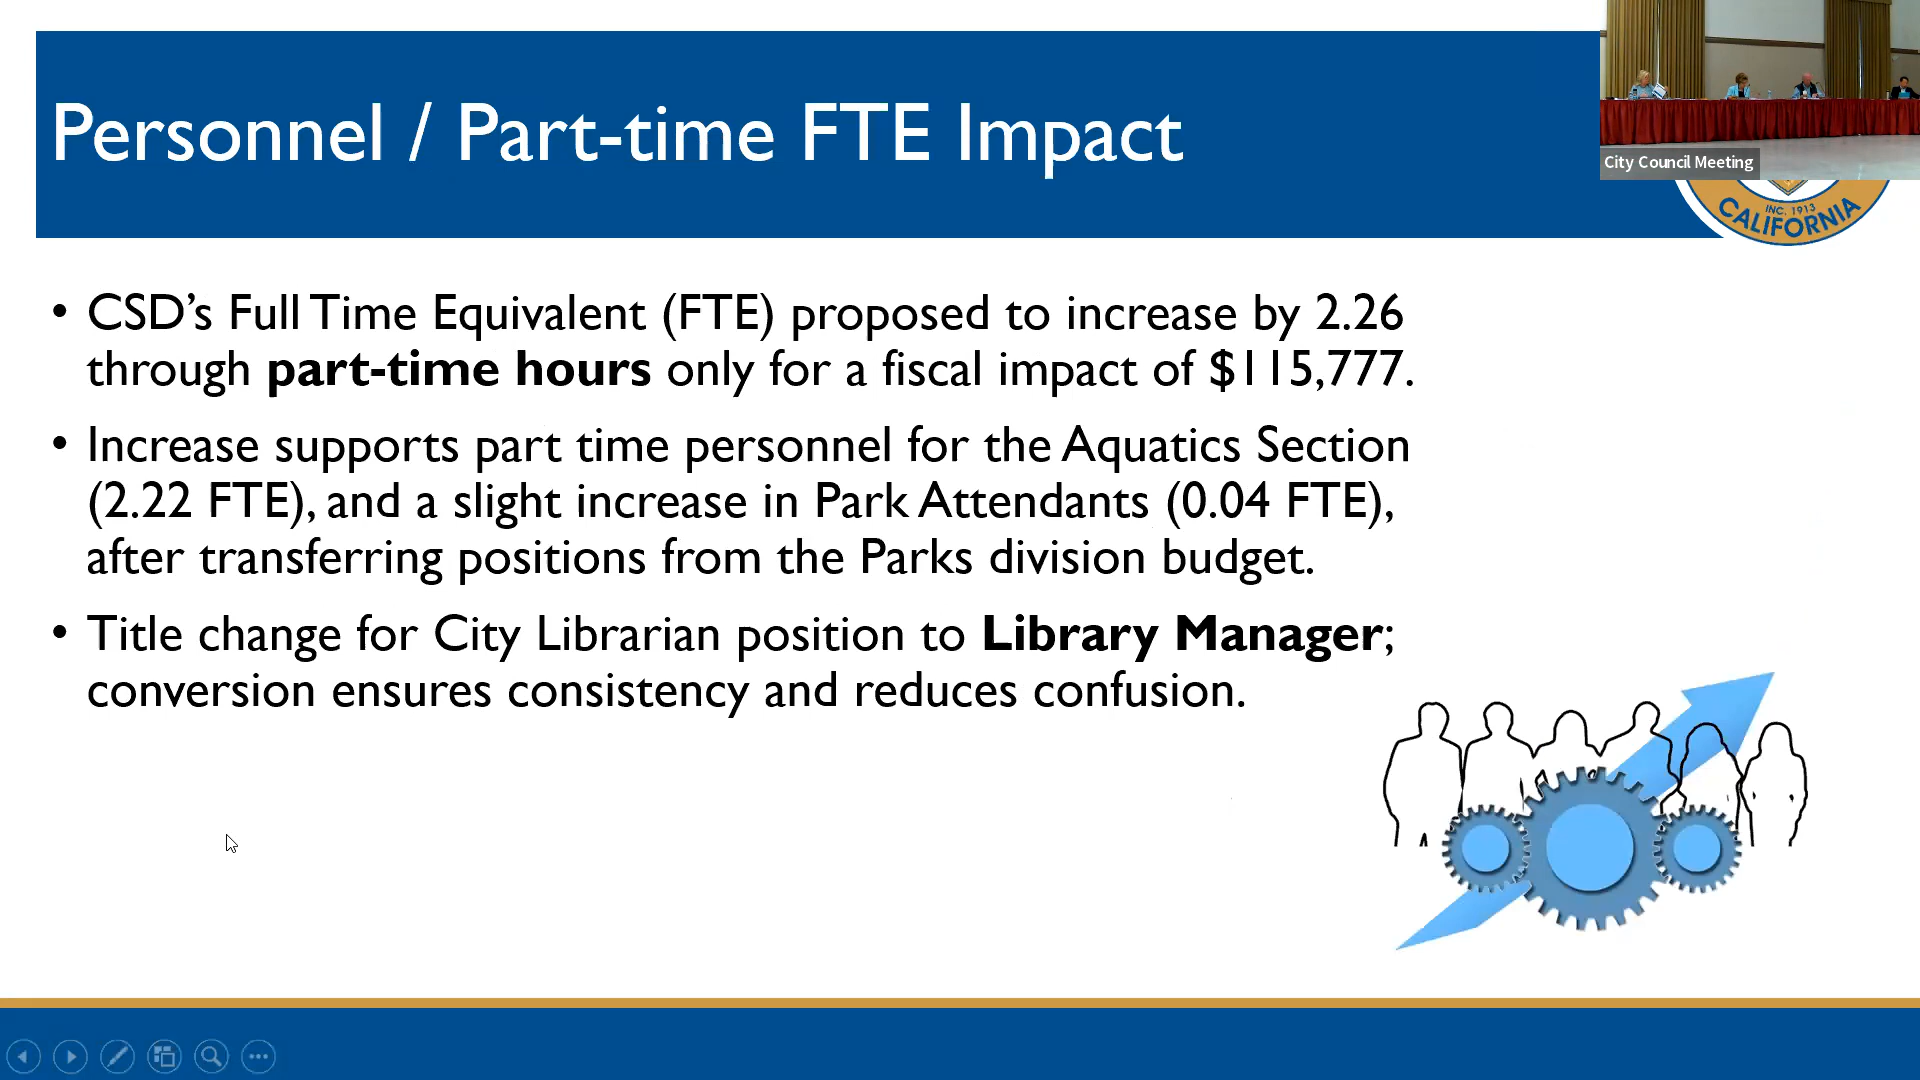 Personnel / Part-time FTE Impact
City Council Meeting
INC. 1913
CALIFORNIA
• CSD’s Full Time Equivalent (FTE) proposed to increase by 2.26
through part-time hours only for a fiscal impact of $115,777.
• Increase supports part time personnel for the Aquatics Section
(2.22 FTE), and a slight increase in Park Attendants (0.04 FTE),
after transferring positions from the Parks division budget.
• Title change for City Librarian position to Library Manager;
conversion ensures consistency and reduces confusion.